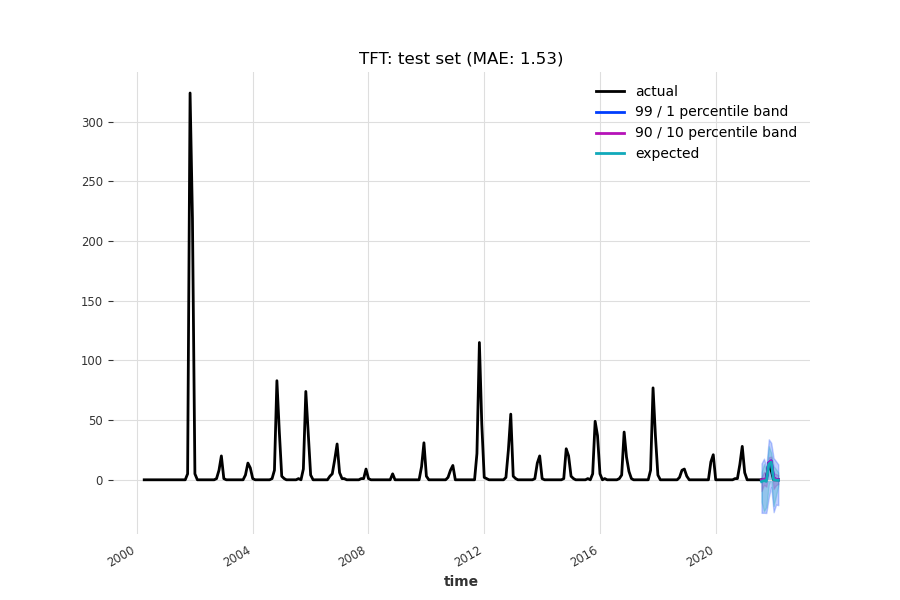 TFT: test set (MAE: 1.53)
actual
99 / 1 percentile band
90 / 10 percentile band
expected
300
250
200
150
100
50
0
2000
2004
2008
2012
2016
2020
time